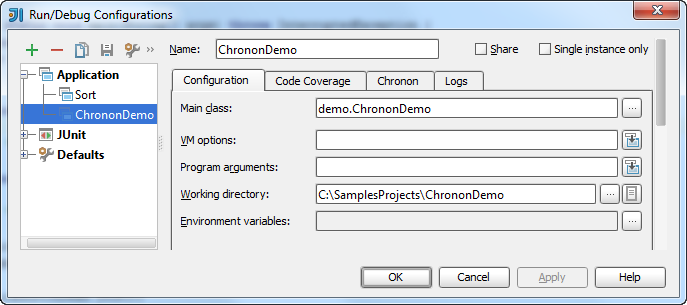 Run/Debug Configurations
Name: ChrononDemo Share Single instance only
Application
Sort
ChrononDemo
JUnit
Defaults
Configuration Code Coverage Chronon Logs
Main class: demo.ChrononDemo ...
VM options:
Program arguments:
Working directory: C:\SamplesProjects\ChrononDemo ...
Environment variables: ...
OK Cancel Apply Help